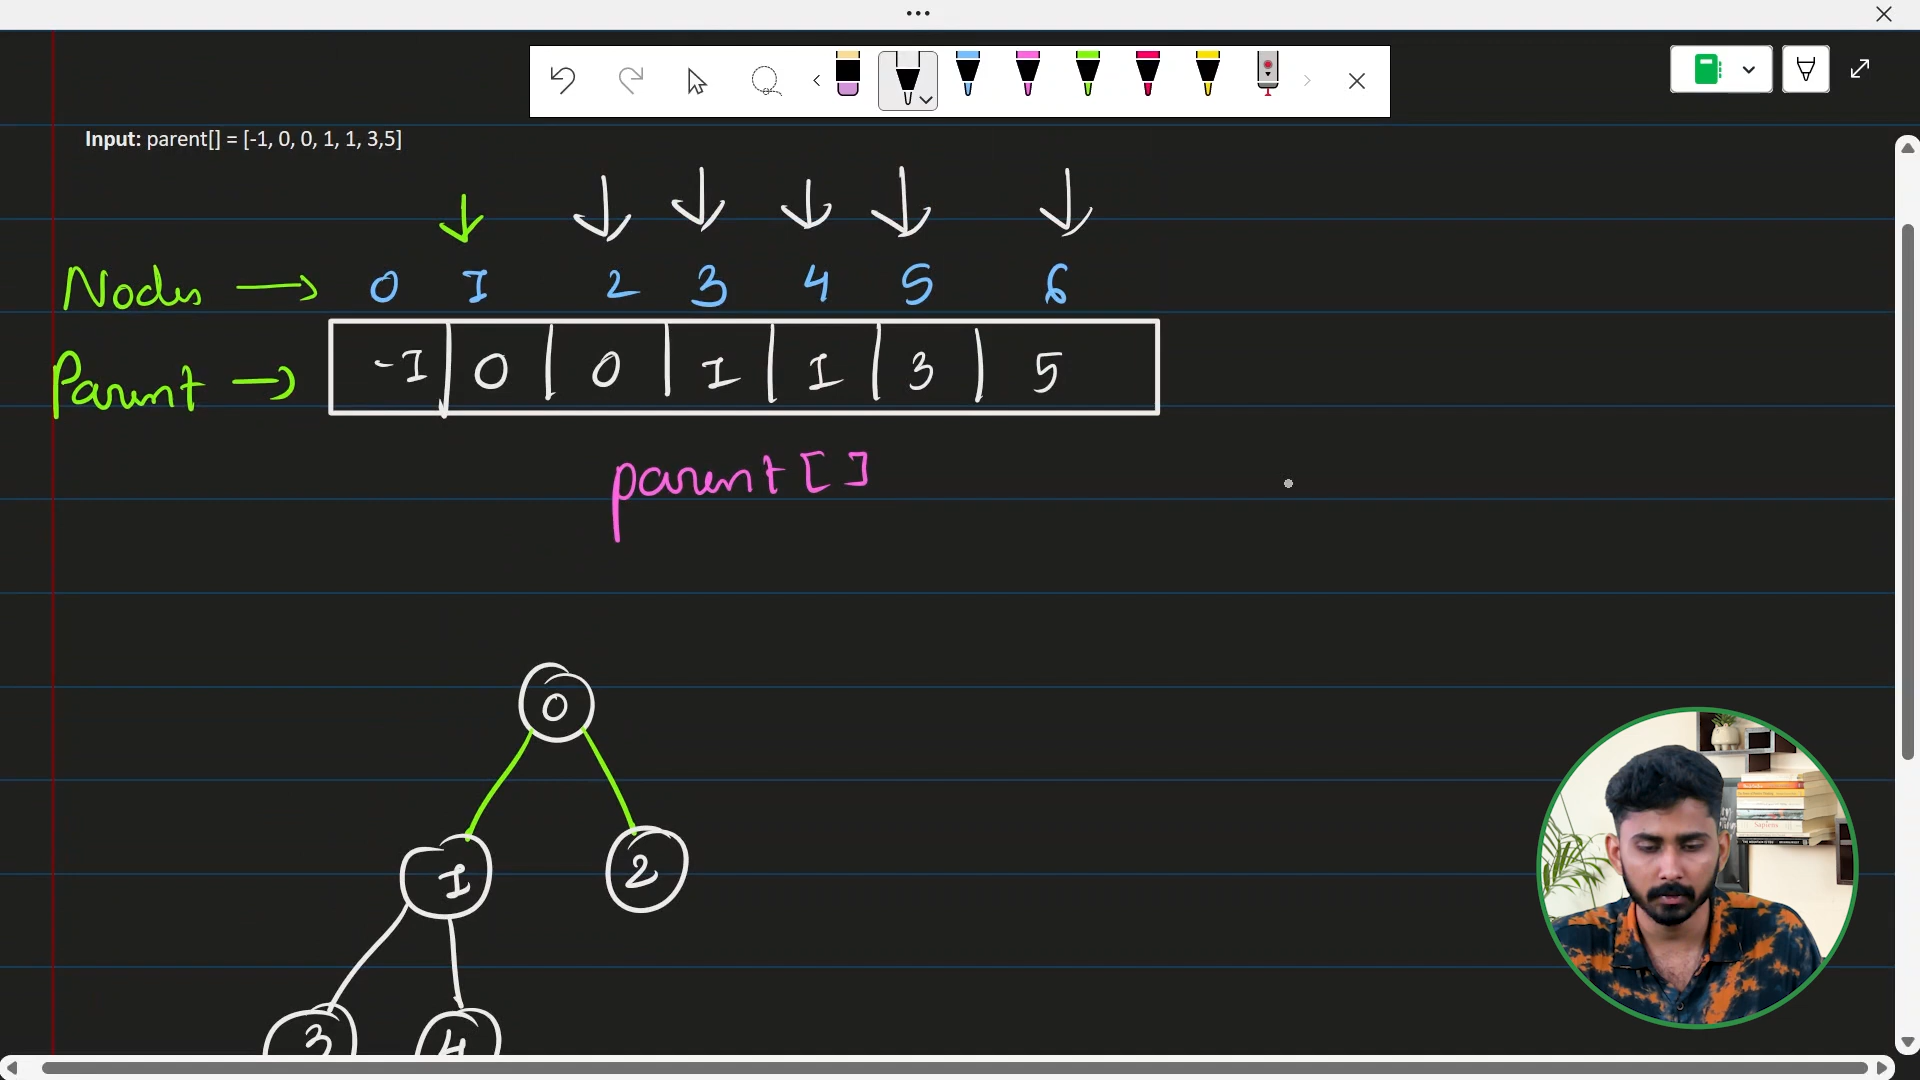 Input: parent[] = [-1, 0, 0, 1, 1, 3,5]
Nodes → 0 1 2 3 4 5 6
Parent → -1 0 0 1 1 3 5
parent[]
0
1 2
3 4